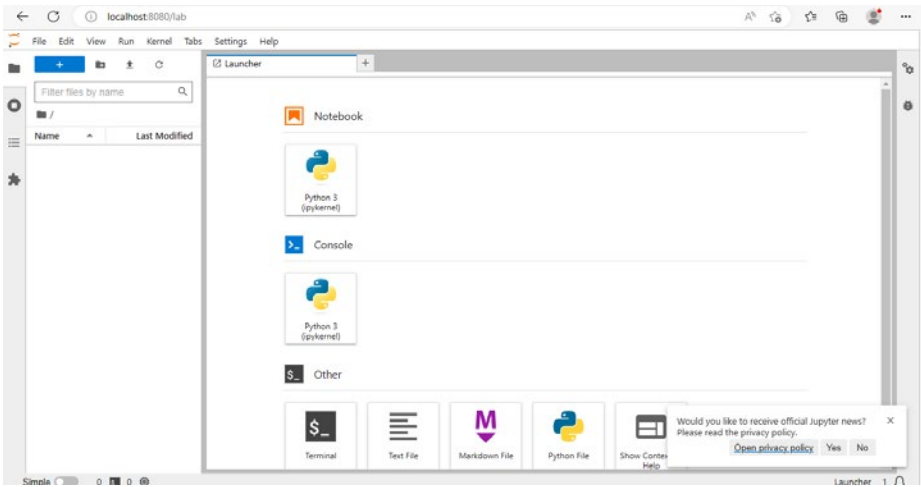 localhost:8080/lab
File Edit View Run Kernel Tabs Settings Help
+
Launcher
+
Filter files by name
/
Name Last Modified
Notebook
Python 3
(ipykernel)
>_ Console
Python 3
(ipykernel)
$_ Other
$_
M
Terminal
Text File
Markdown File
Python File
Show Conte
Help
Would you like to receive official Jupyter news?
Please read the privacy policy.
Open privacy policy Yes No
Simple 0 $_ 0
Launcher 1